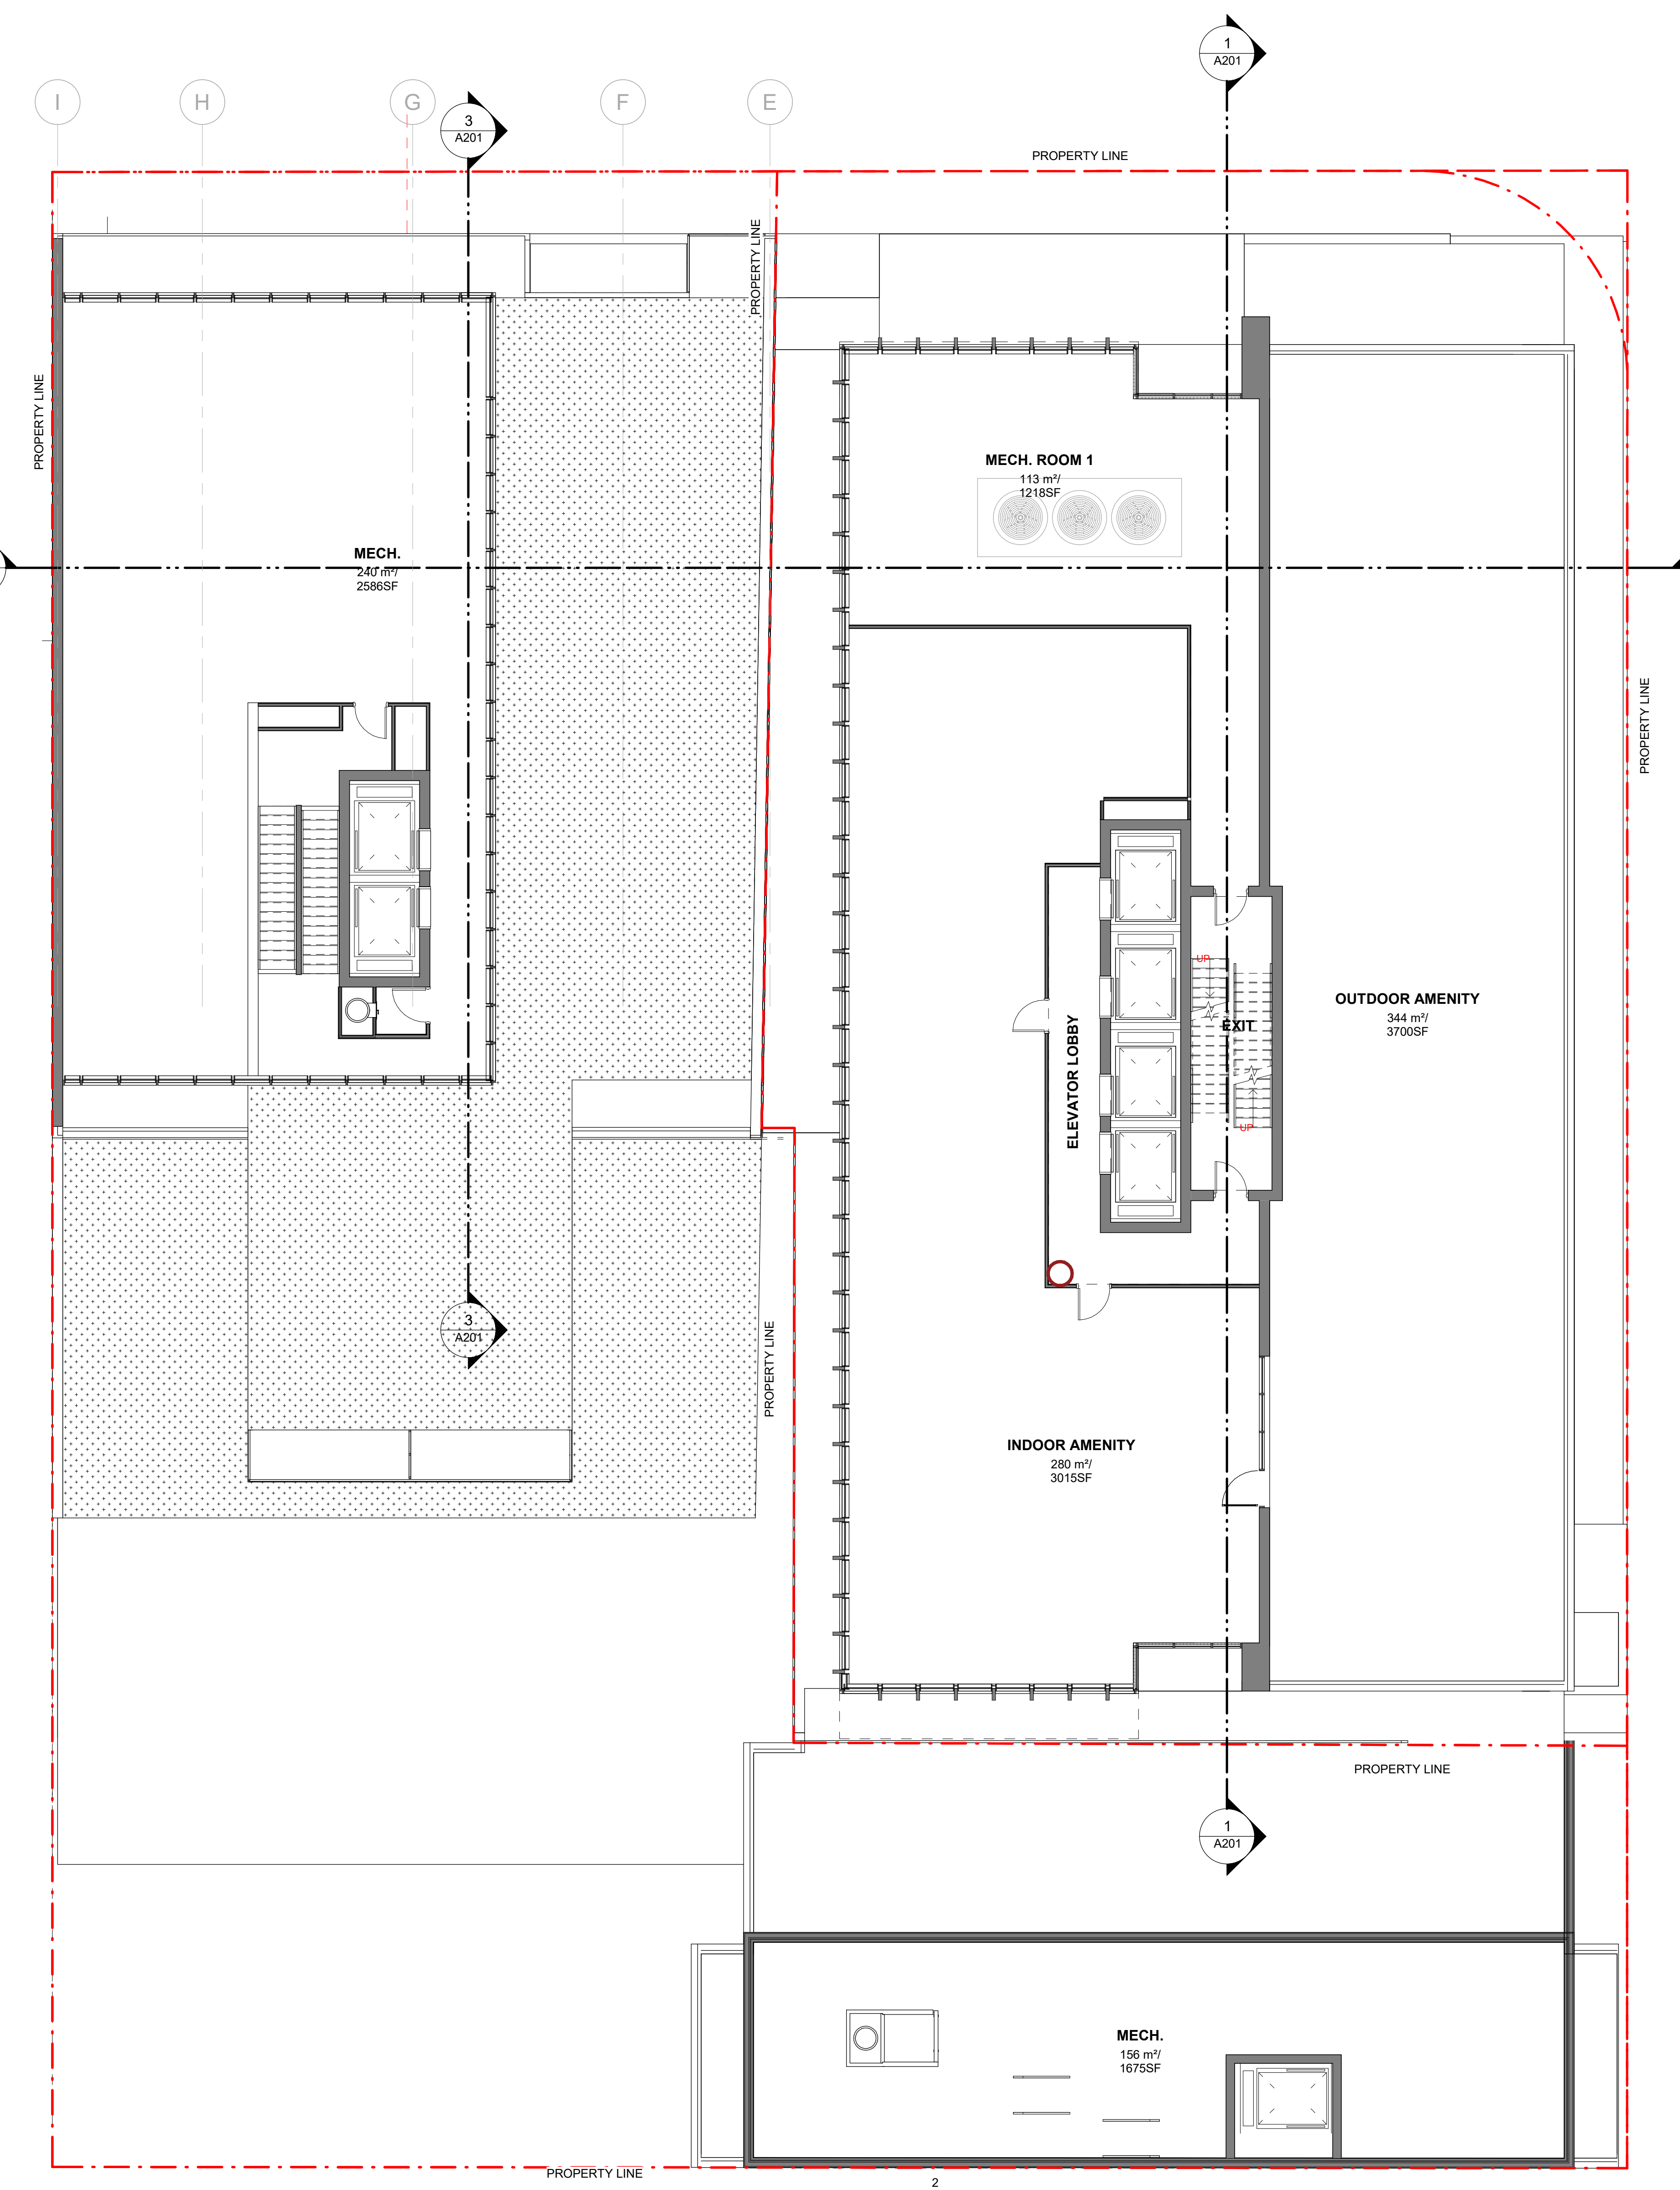 1
A201
I
H
G
F
E
3
A201
PROPERTY LINE
PROPERTY LINE
PROPERTY LINE
MECH. ROOM 1
113 m²/
1218SF
MECH.
240 m²/
2586SF
PROPERTY LINE
UP
OUTDOOR AMENITY
344 m²/
3700SF
EXIT
ELEVATOR LOBBY
UP
3
A201
PROPERTY LINE
INDOOR AMENITY
280 m²/
3015SF
PROPERTY LINE
1
A201
MECH.
156 m²/
1675SF
PROPERTY LINE
2